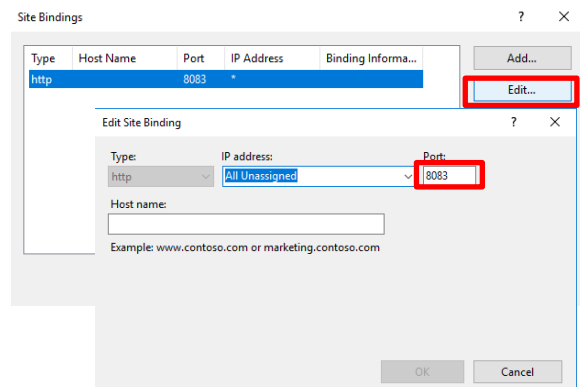 Site Bindings ? ×
Type Host Name Port IP Address Binding Informa... Add...
http 8083 *
Edit...
Edit Site Binding ? ×
Type: IP address: Port:
http All Unassigned 8083
Host name:
Example: www.contoso.com or marketing.contoso.com
OK Cancel